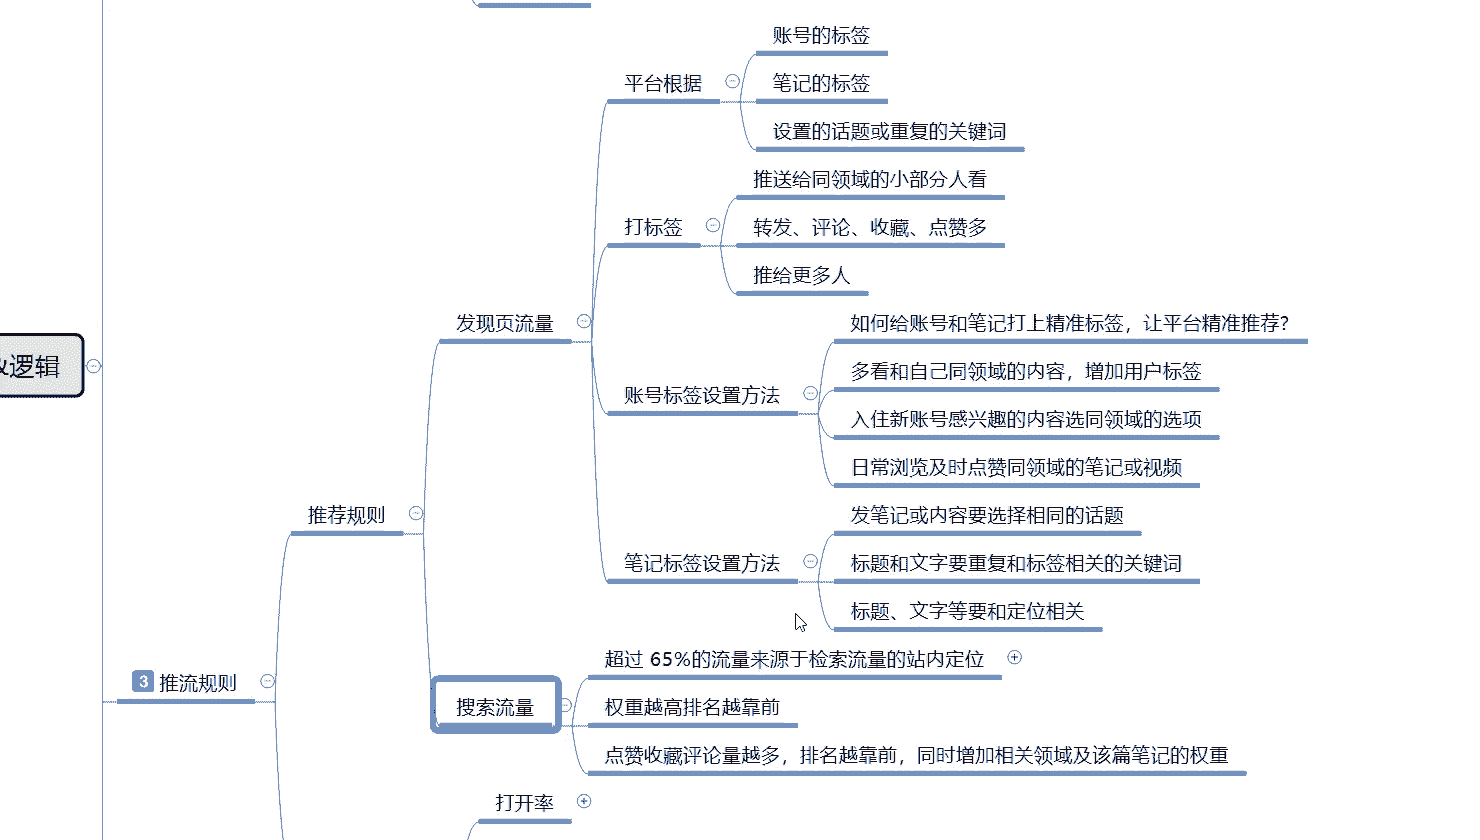 账号的标签
平台根据
笔记的标签
设置的话题或重复的关键词
推送给同领域的小部分人看
打标签
转发、评论、收藏、点赞多
推给更多人
发现页流量
如何给账号和笔记打上精准标签，让平台精准推荐？
多看和自己同领域的内容，增加用户标签
账号标签设置方法
入住新账号感兴趣的内容选同领域的选项
日常浏览及时点赞同领域的笔记或视频
&逻辑
推荐规则
发笔记或内容要选择相同的话题
笔记标签设置方法
标题和文字要重复和标签相关的关键词
标题、文字等要和定位相关
3 推流规则
超过 65%的流量来源于检索流量的站内定位
搜索流量
权重越高排名越靠前
点赞收藏评论量越多，排名越靠前，同时增加相关领域及该篇笔记的权重
打开率